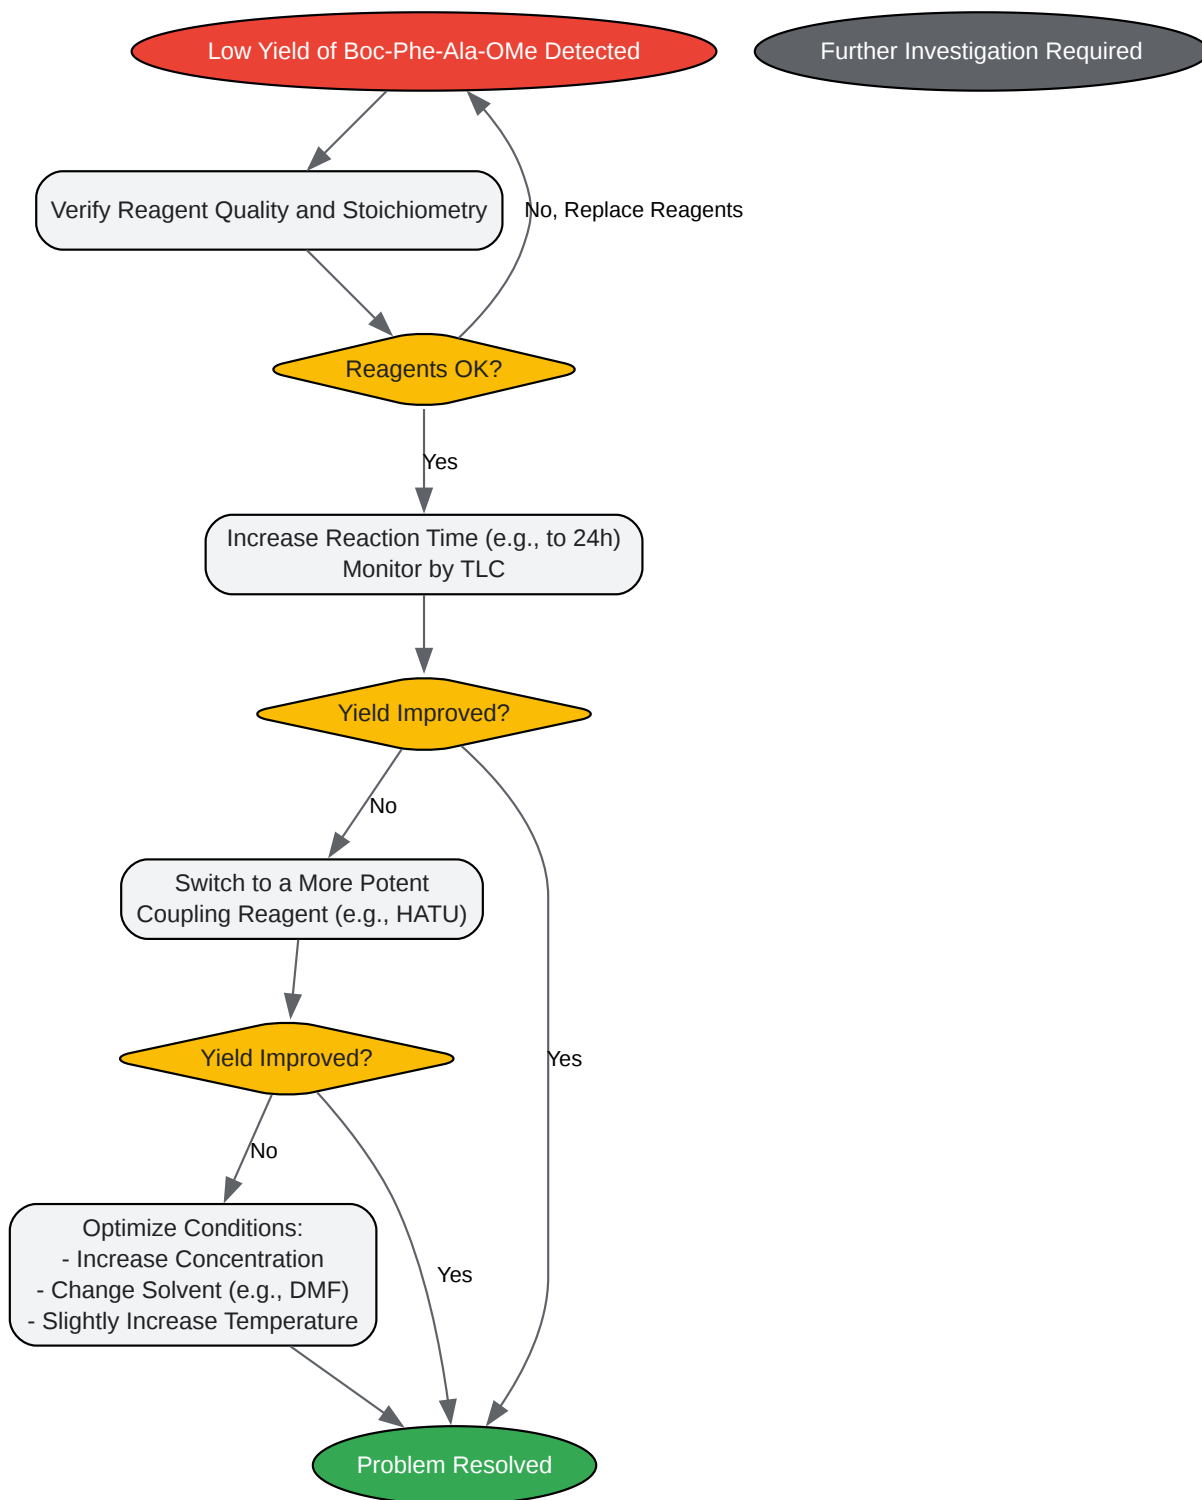 Low Yield of Boc-Phe-Ala-OMe Detected
Further Investigation Required
Verify Reagent Quality and Stoichiometry
No, Replace Reagents
Reagents OK?
Yes
Increase Reaction Time (e.g., to 24h)
Monitor by TLC
Yield Improved?
No
Switch to a More Potent
Coupling Reagent (e.g., HATU)
Yield Improved?
Yes
No
Optimize Conditions:
- Increase Concentration
- Change Solvent (e.g., DMF)
- Slightly Increase Temperature
Yes
Problem Resolved